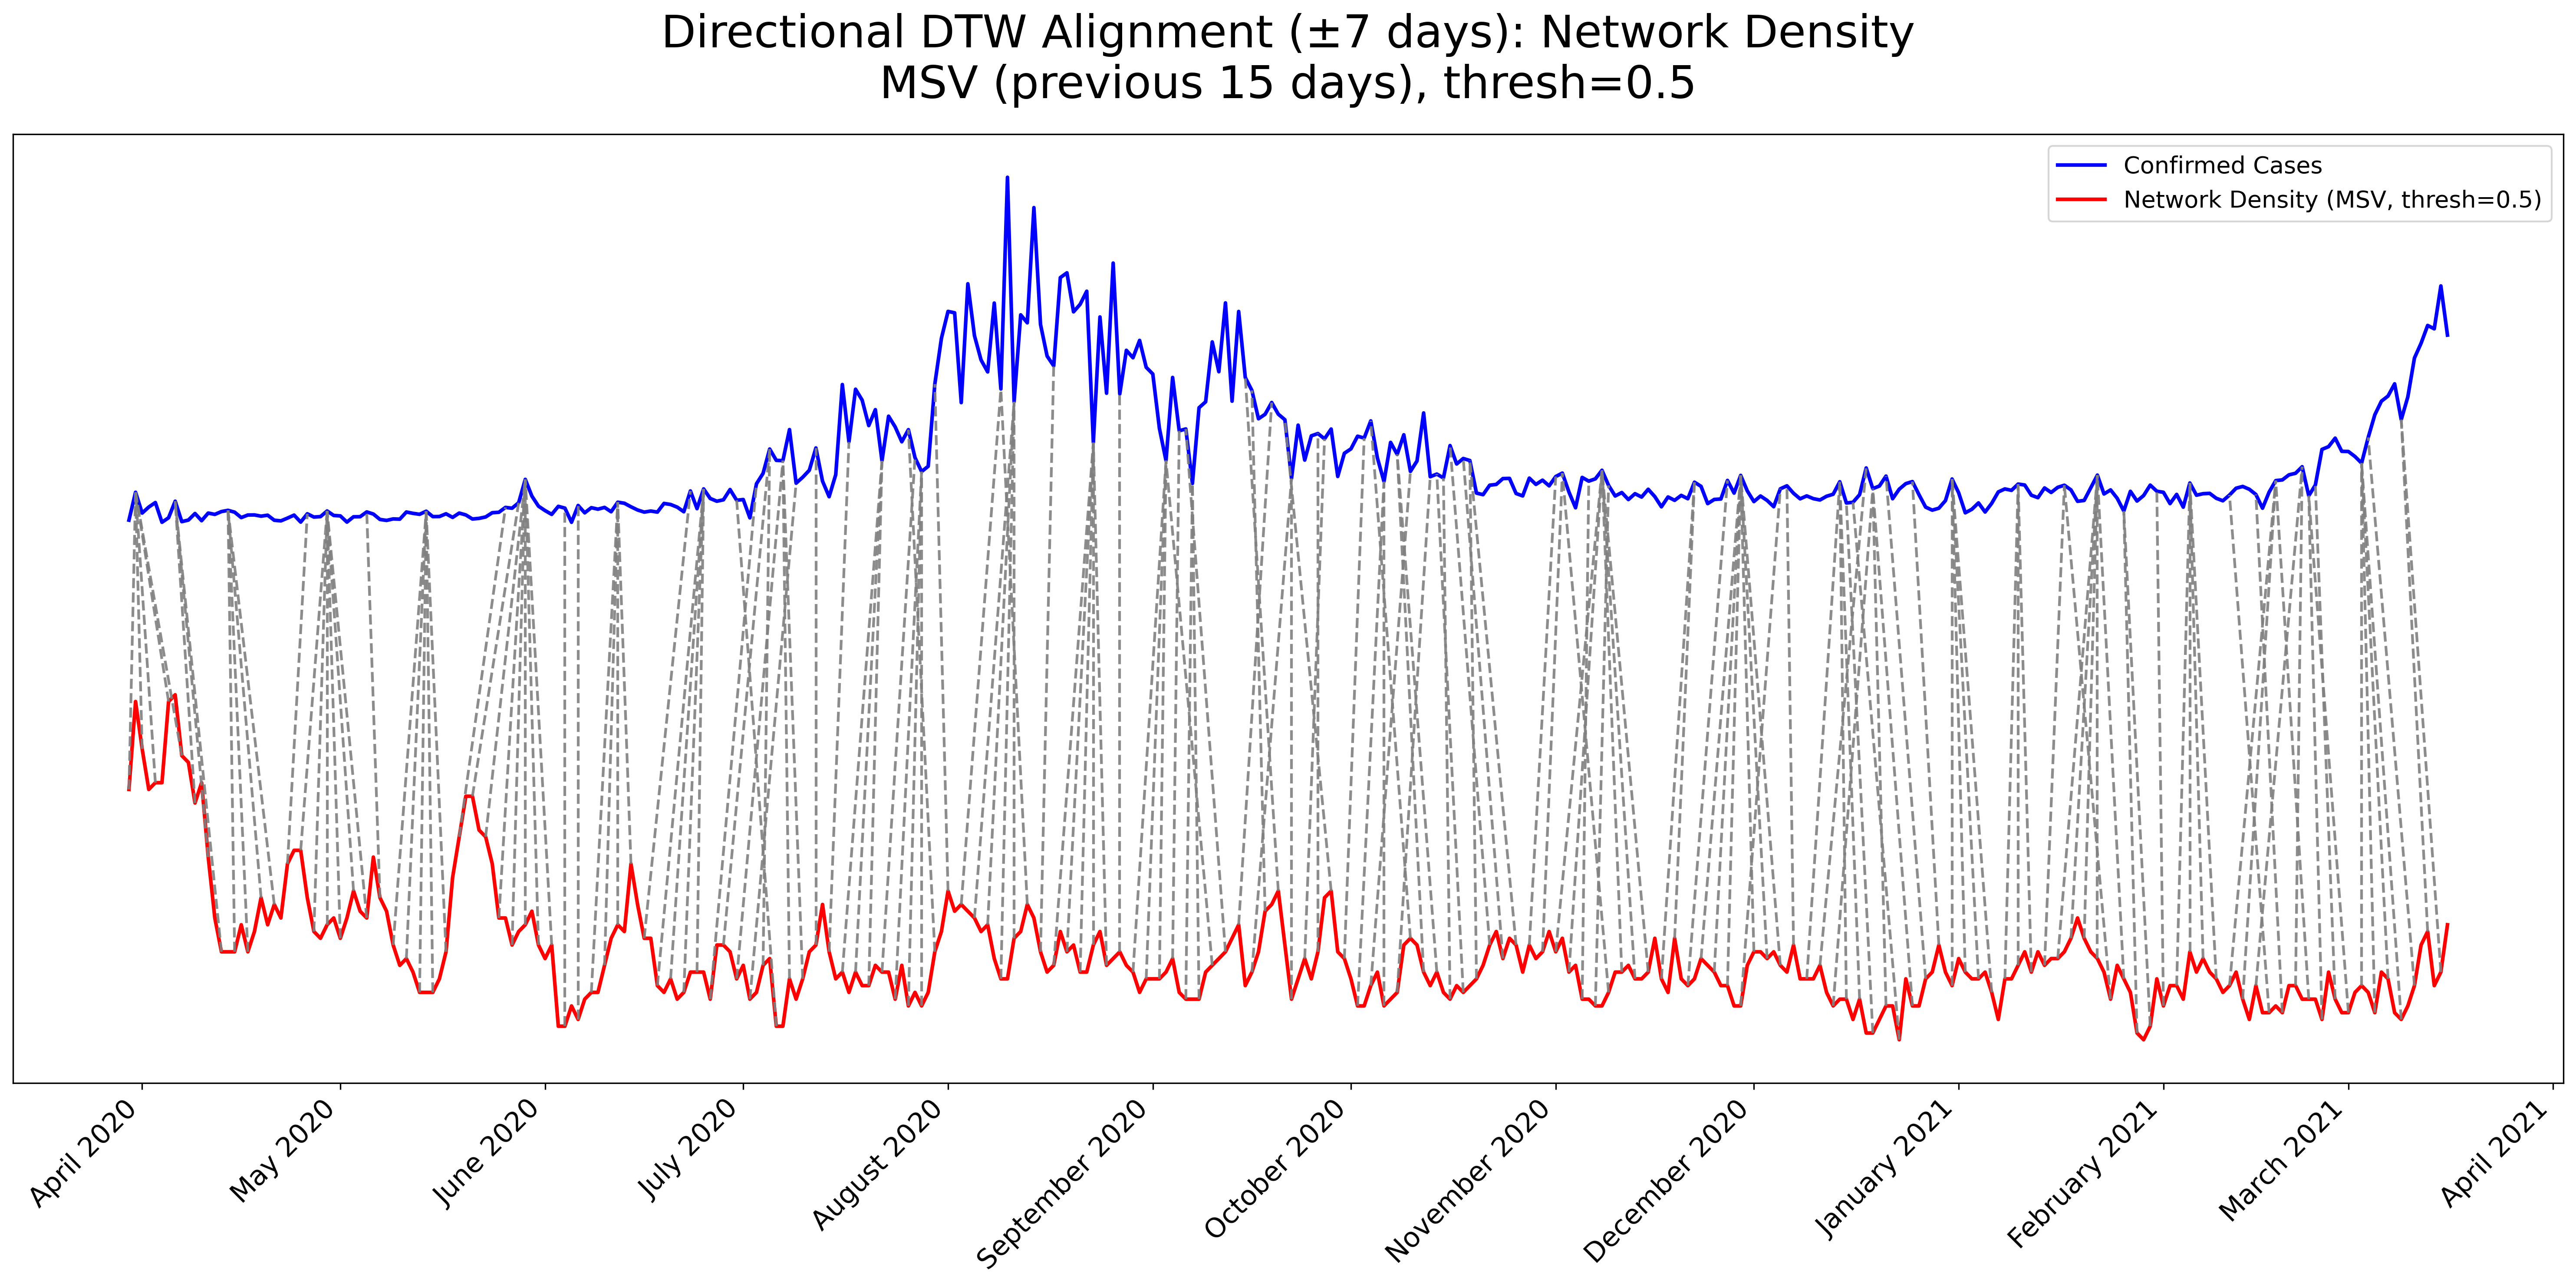 Directional DTW Alignment (±7 days): Network Density
MSV (previous 15 days), thresh=0.5
Confirmed Cases
Network Density (MSV, thresh=0.5)
April 2020
May 2020
June 2020
July 2020
August 2020
September 2020
October 2020
November 2020
December 2020
January 2021
February 2021
March 2021
April 2021